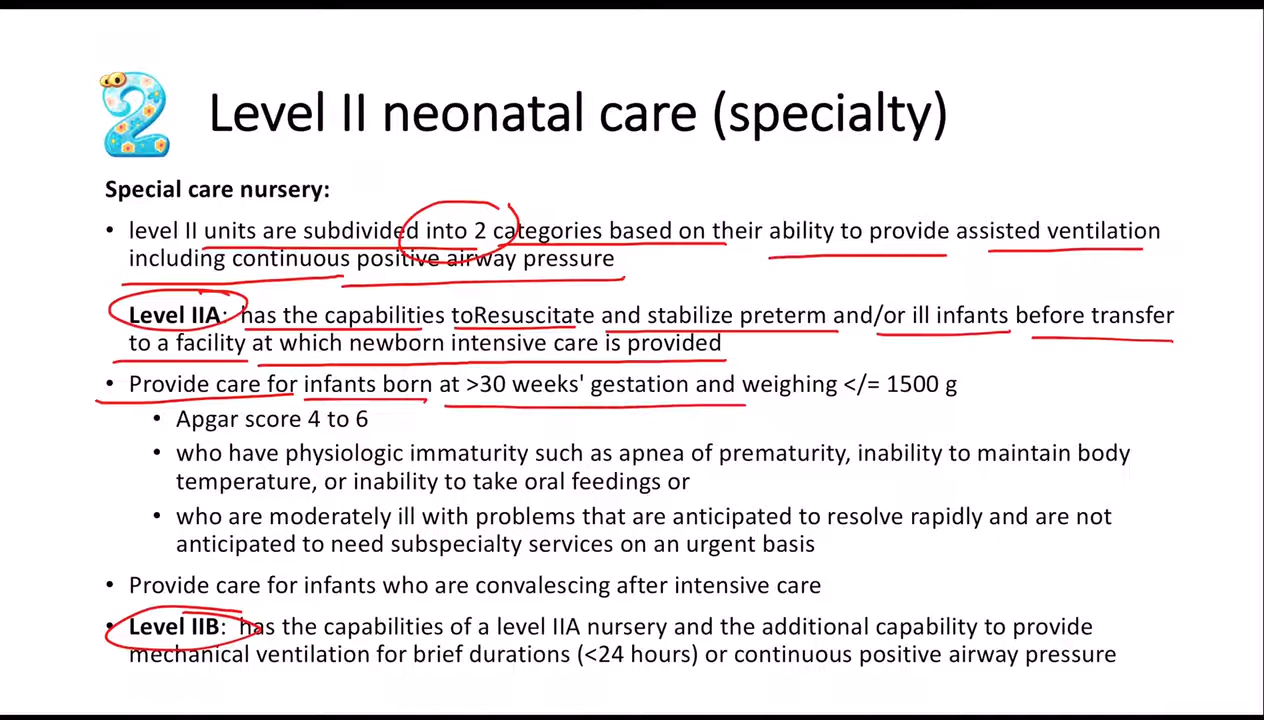 Level II neonatal care (specialty)
Special care nursery:
• level II units are subdivided into 2 categories based on their ability to provide assisted ventilation
including continuous positive airway pressure
Level IIA: has the capabilities toResuscitate and stabilize preterm and/or ill infants before transfer
to a facility at which newborn intensive care is provided
• Provide care for infants born at >30 weeks' gestation and weighing </= 1500 g
• Apgar score 4 to 6
• who have physiologic immaturity such as apnea of prematurity, inability to maintain body
temperature, or inability to take oral feedings or
• who are moderately ill with problems that are anticipated to resolve rapidly and are not
anticipated to need subspecialty services on an urgent basis
• Provide care for infants who are convalescing after intensive care
• Level IIB: has the capabilities of a level IIA nursery and the additional capability to provide
mechanical ventilation for brief durations (<24 hours) or continuous positive airway pressure